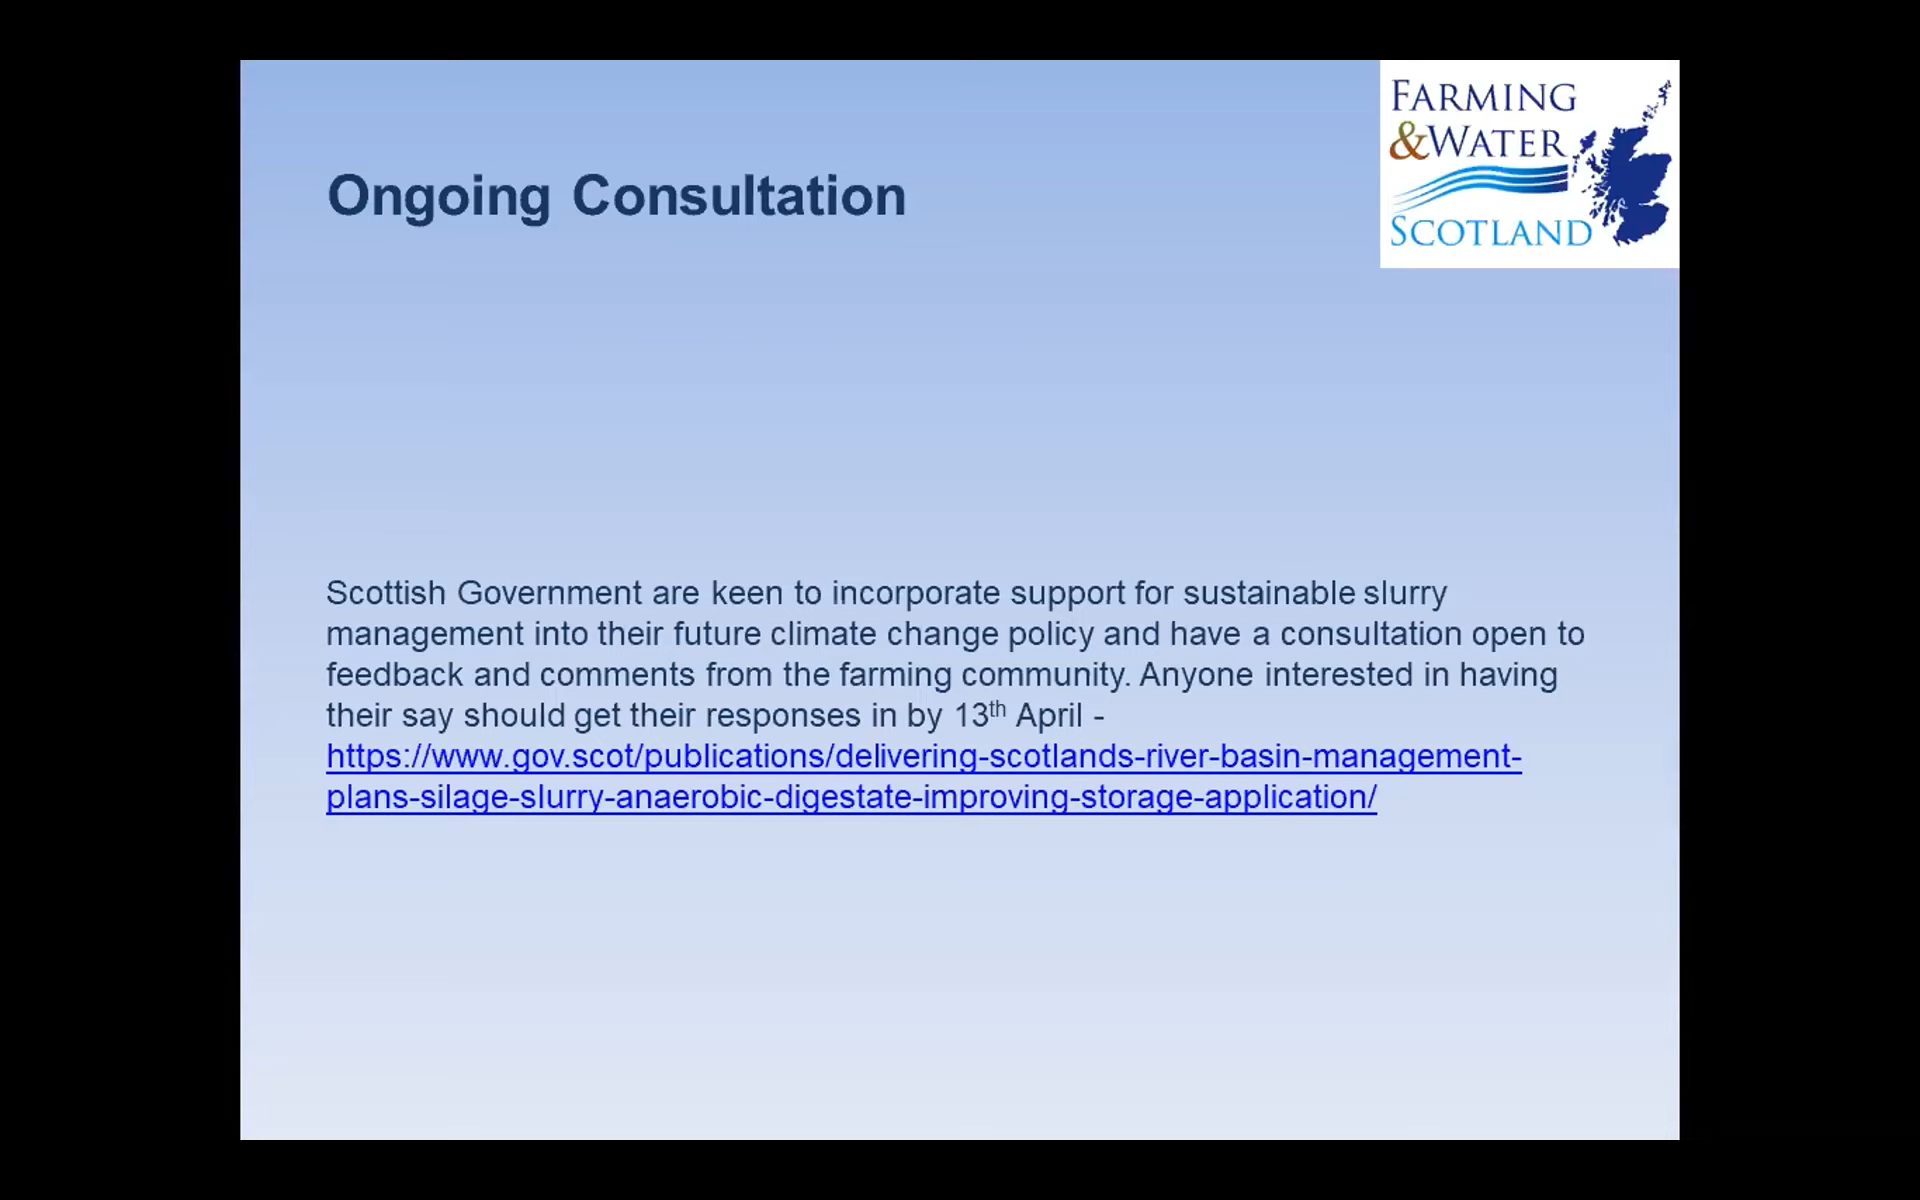 FARMING
&WATER
SCOTLAND
Ongoing Consultation
Scottish Government are keen to incorporate support for sustainable slurry
management into their future climate change policy and have a consultation open to
feedback and comments from the farming community. Anyone interested in having
their say should get their responses in by 13th April -
https://www.gov.scot/publications/delivering-scotlands-river-basin-management-
plans-silage-slurry-anaerobic-digestate-improving-storage-application/